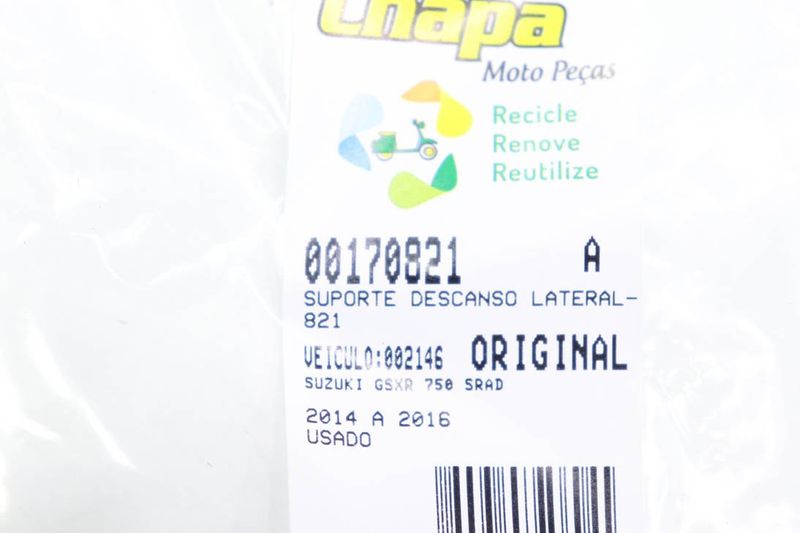 Chapa
Moto Peças
Recicle
Renove
Reutilize
00170821 A
SUPORTE DESCANSO LATERAL-
821
VEICULO:002146 ORIGINAL
SUZUKI GSXR 750 SRAD
2014 A 2016
USADO